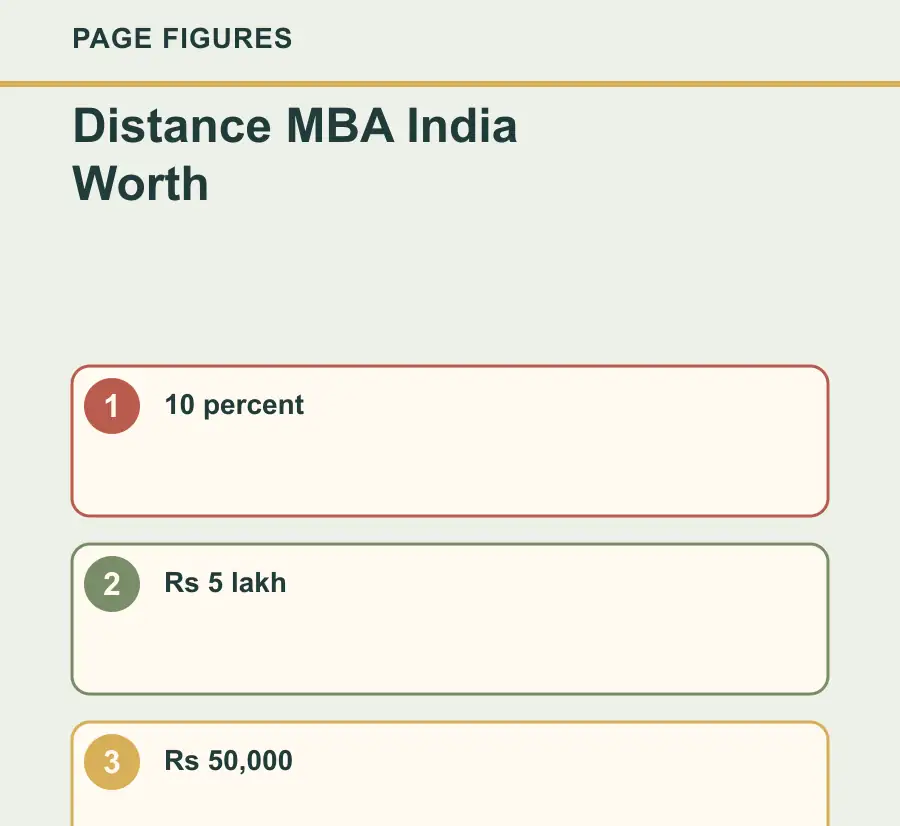 PAGE FIGURES
Distance MBA India
Worth
1 10 percent
2 Rs 5 lakh
3 Rs 50,000